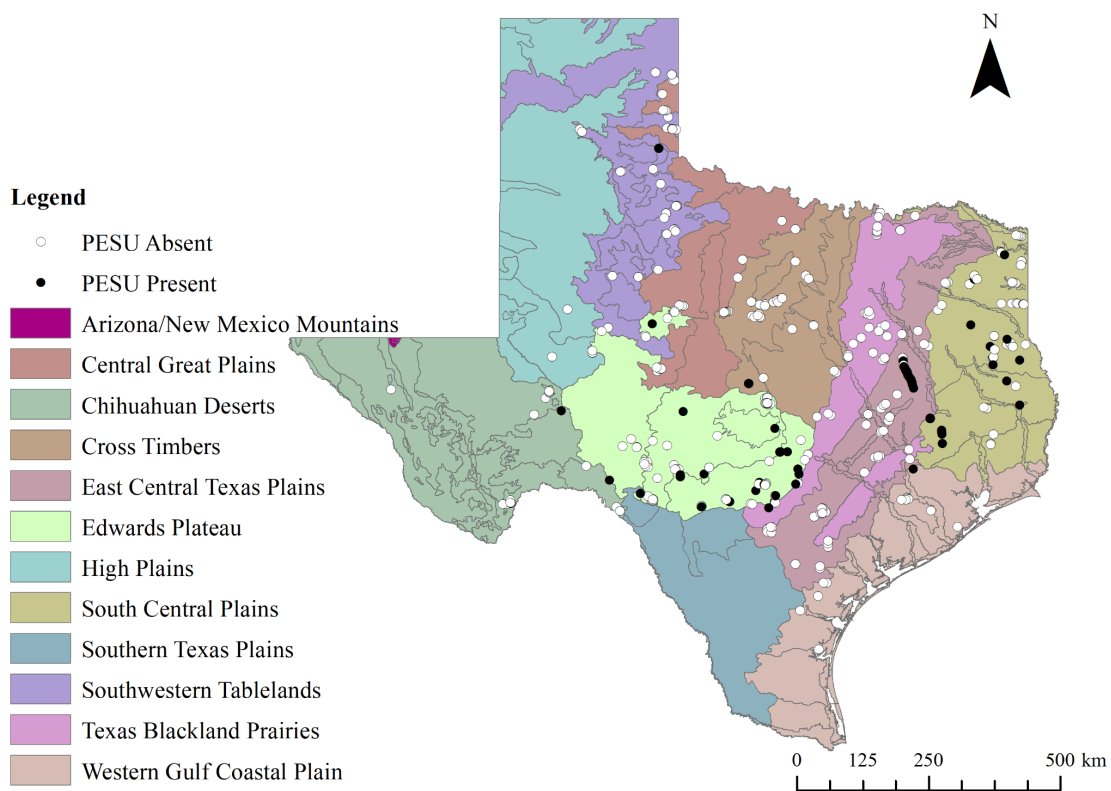 N
Legend
PESU Absent
PESU Present
Arizona/New Mexico Mountains
Central Great Plains
Chihuahuan Deserts
Cross Timbers
East Central Texas Plains
Edwards Plateau
High Plains
South Central Plains
Southern Texas Plains
Southwestern Tablelands
Texas Blackland Prairies
Western Gulf Coastal Plain
0 125 250 500 km